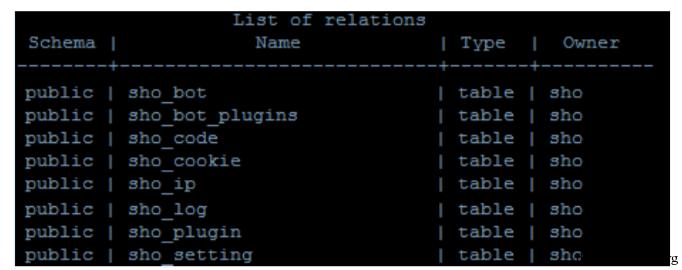 List of relations
Schema | Name | Type | Owner
--------+----------------------------+-------+----------
public | sho_bot | table | sho
public | sho_bot_plugins | table | sho
public | sho_code | table | sho
public | sho_cookie | table | sho
public | sho_ip | table | sho
public | sho_log | table | sho
public | sho_plugin | table | sho
public | sho_setting | table | sho